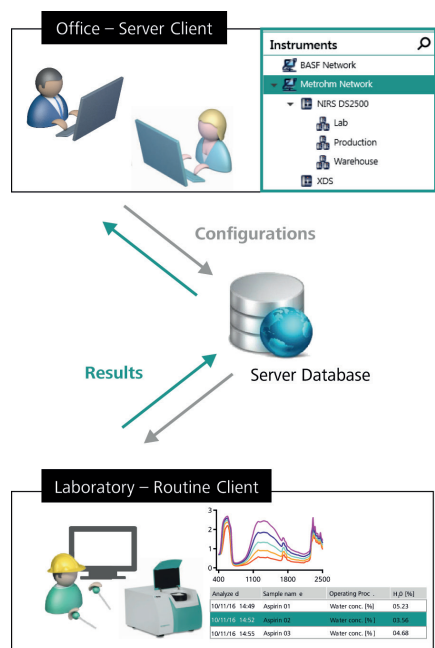 Office – Server Client
Instruments
BASF Network
Metrohm Network
NIRS DS2500
Lab
Production
Warehouse
XDS
Configurations
Results
Server Database
Laboratory – Routine Client
3
2
1
0
400 1100 1800 2500
Analyze d Sample nam e Operating Proc . H₂0 [%]
10/11/16 14:49 Aspirin 01 Water conc. [%] 05.23
10/11/16 14:52 Aspirin 02 Water conc. [%] 03.56
10/11/16 14:55 Aspirin 03 Water conc. [%] 04.68